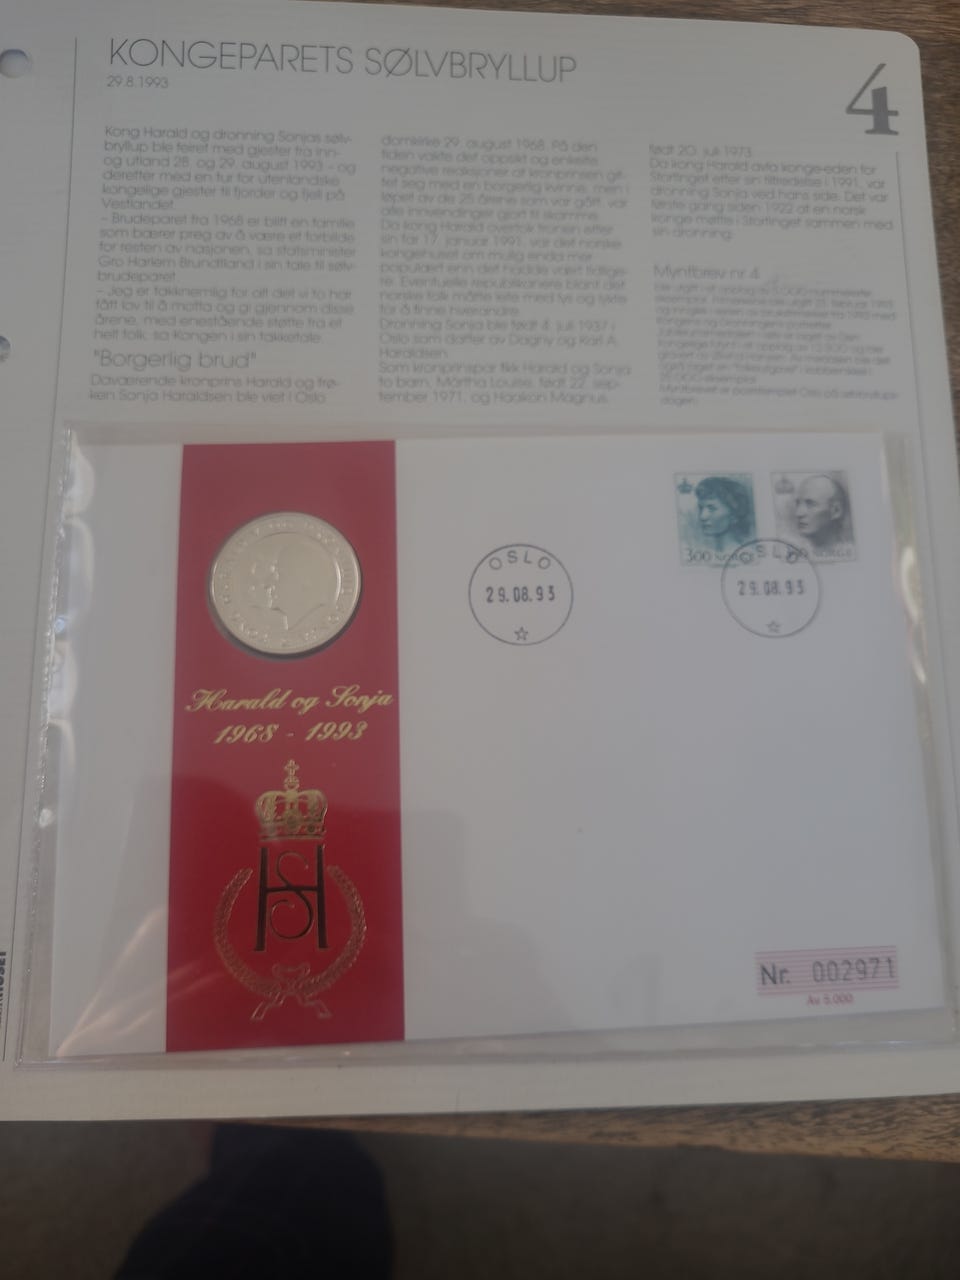 KONGEPARETS SØLVBRYLLUP
29.8.1993
4
Kong Harald og dronning Sonjas sølv-
bryllup ble feiret med gjester fra inn-
og utland 28. og 29. august 1993 – og
deretter med en tur for utenlandske
kongelige gjester til fjorder og fjell på
Vestlandet.
– Brudeparet fra 1968 er blitt en familie
som bærer preg av å være et forbilde
for resten av nasjonen, sa statsminister
Gro Harlem Brundtland i sin tale til sølv-
brudeparet.
– Jeg er takknemlig for alt det vi to har
fått lov til å motta og gi gjennom disse
årene, med enestående støtte fra et
helt folk, sa Kongen i sin takketale.
"Borgerlig brud"
Daværende kronprins Harald og frø-
ken Sonja Haraldsen ble viet i Oslo
domkirke 29. august 1968. På den
tiden vakte det oppsikt og enkelte
negative reaksjoner at kronprinsen gif-
tet seg med en borgerlig kvinne, men i
løpet av de 25 årene som var gått, var
alle innvendinger gjort til skamme.
Da kong Harald overtok tronen etter
sin far 17. januar 1991, var det norske
kongehuset om mulig enda mer
populært enn det hadde vært tidlige-
re. Eventuelle republikanere blant det
norske folk måtte lete med lys og lykte
for å finne hverandre.
Dronning Sonja ble født 4. juli 1937 i
Oslo som datter av Dagny og Karl A.
Haraldsen.
Som kronprinspar fikk Harald og Sonja
to barn, Märtha Louise, født 22. sep-
tember 1971, og Haakon Magnus,
født 20. juli 1973.
Da kong Harald avla konge-eden for
Stortinget etter sin tiltredelse i 1991, var
dronning Sonja ved hans side. Det var
første gang siden 1922 at en norsk
konge møtte i Stortinget sammen med
sin dronning.
Myntbrev nr. 4
Myntbrevet er poststemplet Oslo på sølvbryllups-
dagen.
3.00 NORGE
NORGE
OSLO
29.08.93
OSLO
29.08.93
Harald og Sonja
1968 - 1993
HS
Nr. 002971
Av 5.000